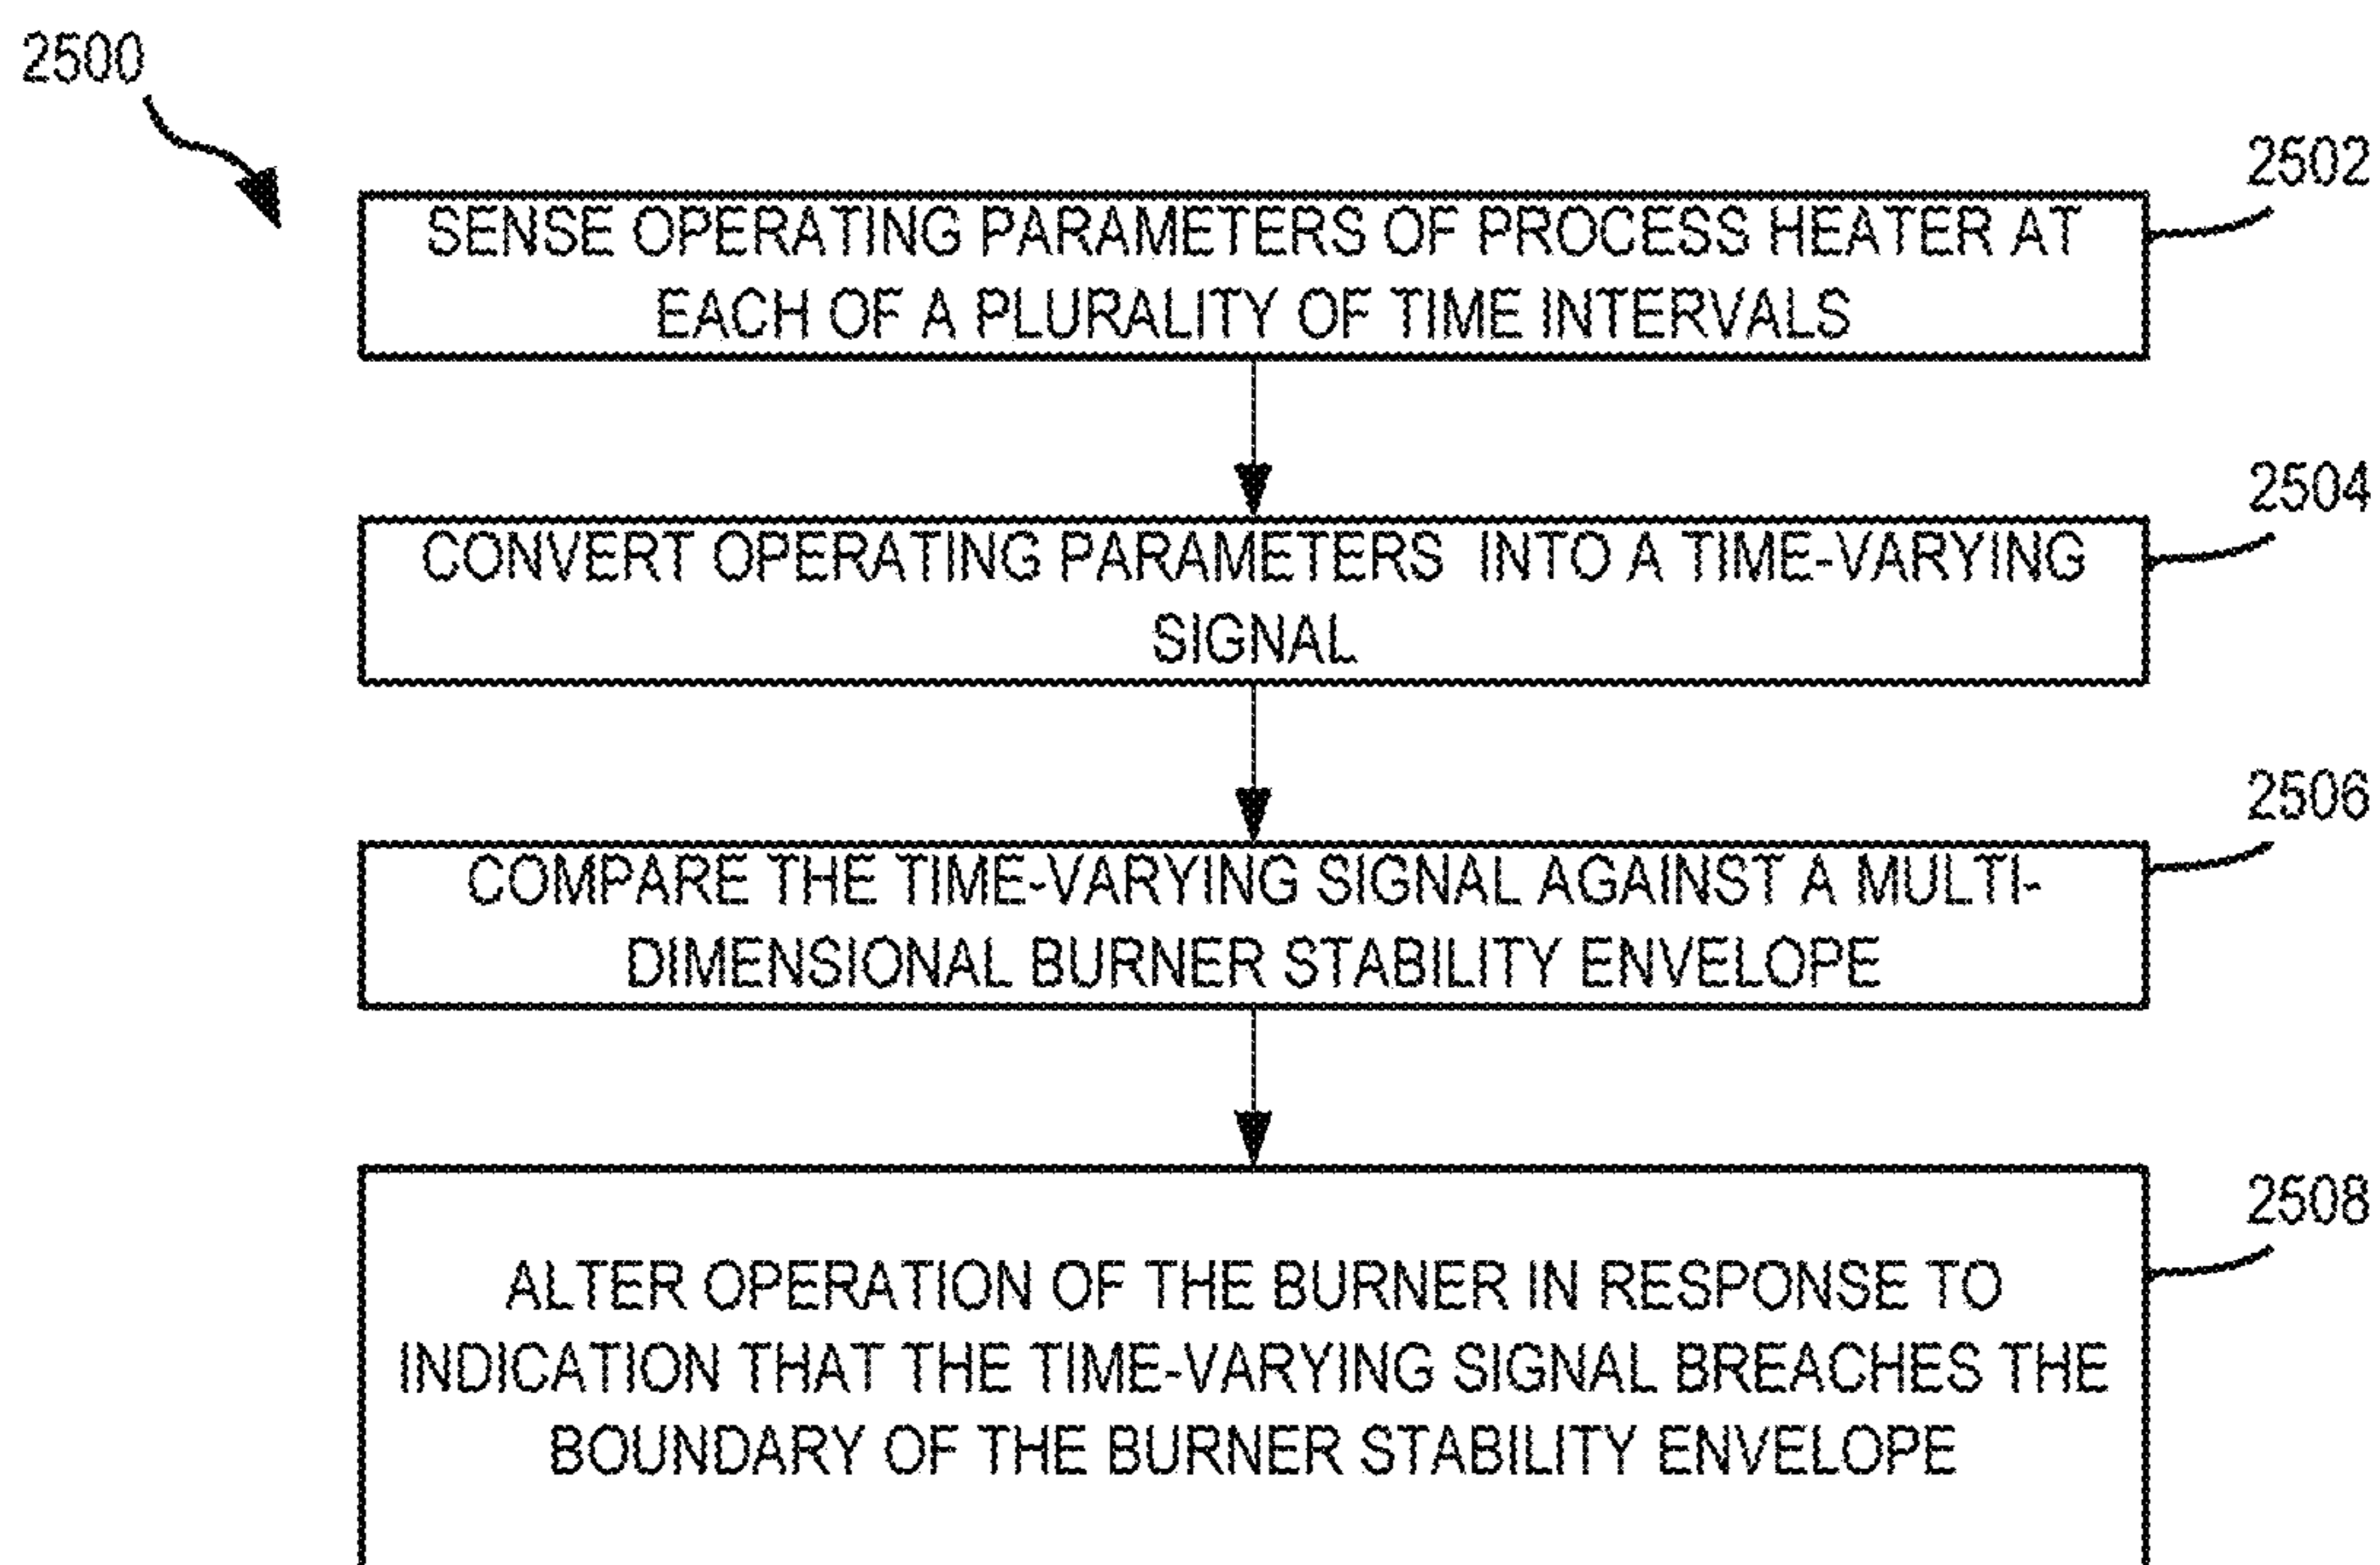 2500
2502
SENSE OPERATING PARAMETERS OF PROCESS HEATER AT
EACH OF A PLURALITY OF TIME INTERVALS
2504
CONVERT OPERATING PARAMETERS INTO A TIME-VARYING
SIGNAL
2506
COMPARE THE TIME-VARYING SIGNAL AGAINST A MULTI-
DIMENSIONAL BURNER STABILITY ENVELOPE
2508
ALTER OPERATION OF THE BURNER IN RESPONSE TO
INDICATION THAT THE TIME-VARYING SIGNAL BREACHES THE
BOUNDARY OF THE BURNER STABILITY ENVELOPE